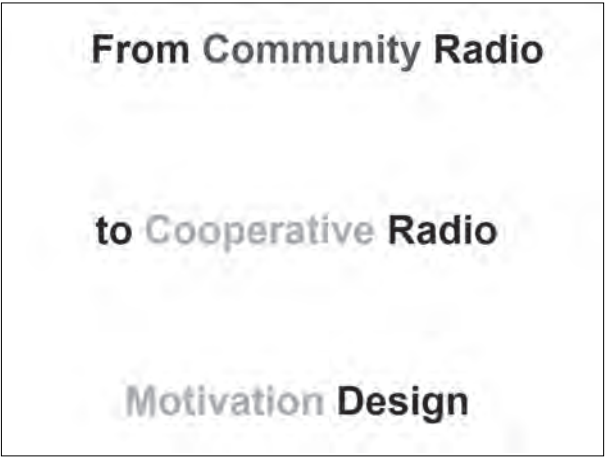 From Community Radio
to Cooperative Radio
Motivation Design